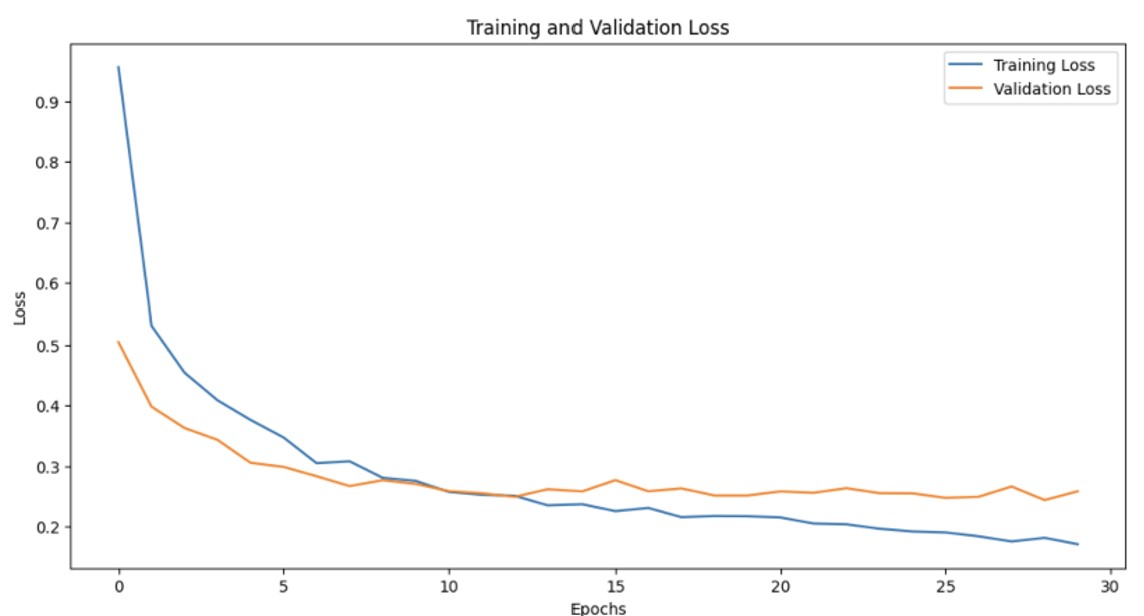 Training and Validation Loss
Training Loss
Validation Loss
0.9
0.8
0.7
0.6
0.5
0.4
0.3
0.2
Loss
0 5 10 15 20 25 30
Epochs